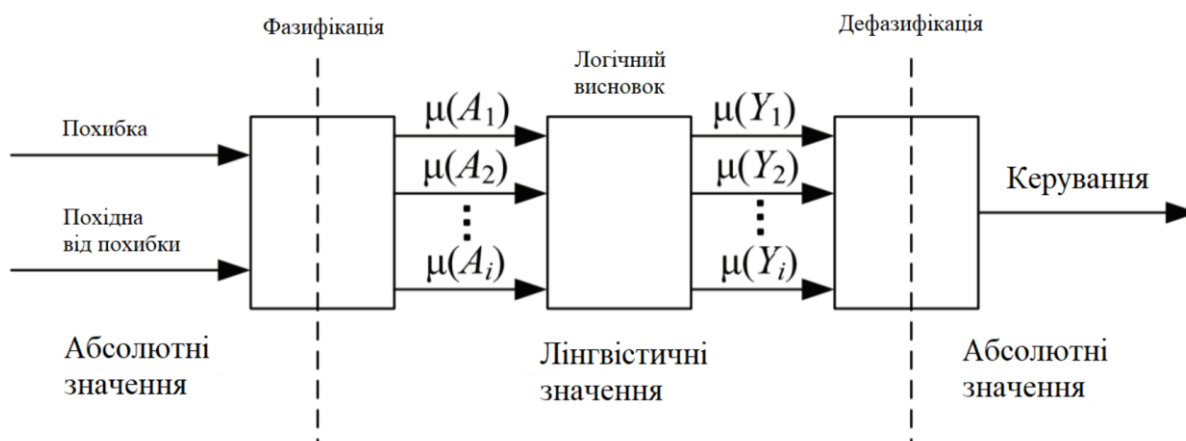 Фазифікація
Дефазифікація
Логічний
висновок
Похибка
μ(A₁)
μ(Y₁)
μ(A₂)
μ(Y₂)
Керування
Похідна
від похибки
⋮
⋮
μ(Aᵢ)
μ(Yᵢ)
Абсолютні
значення
Лінгвістичні
значення
Абсолютні
значення